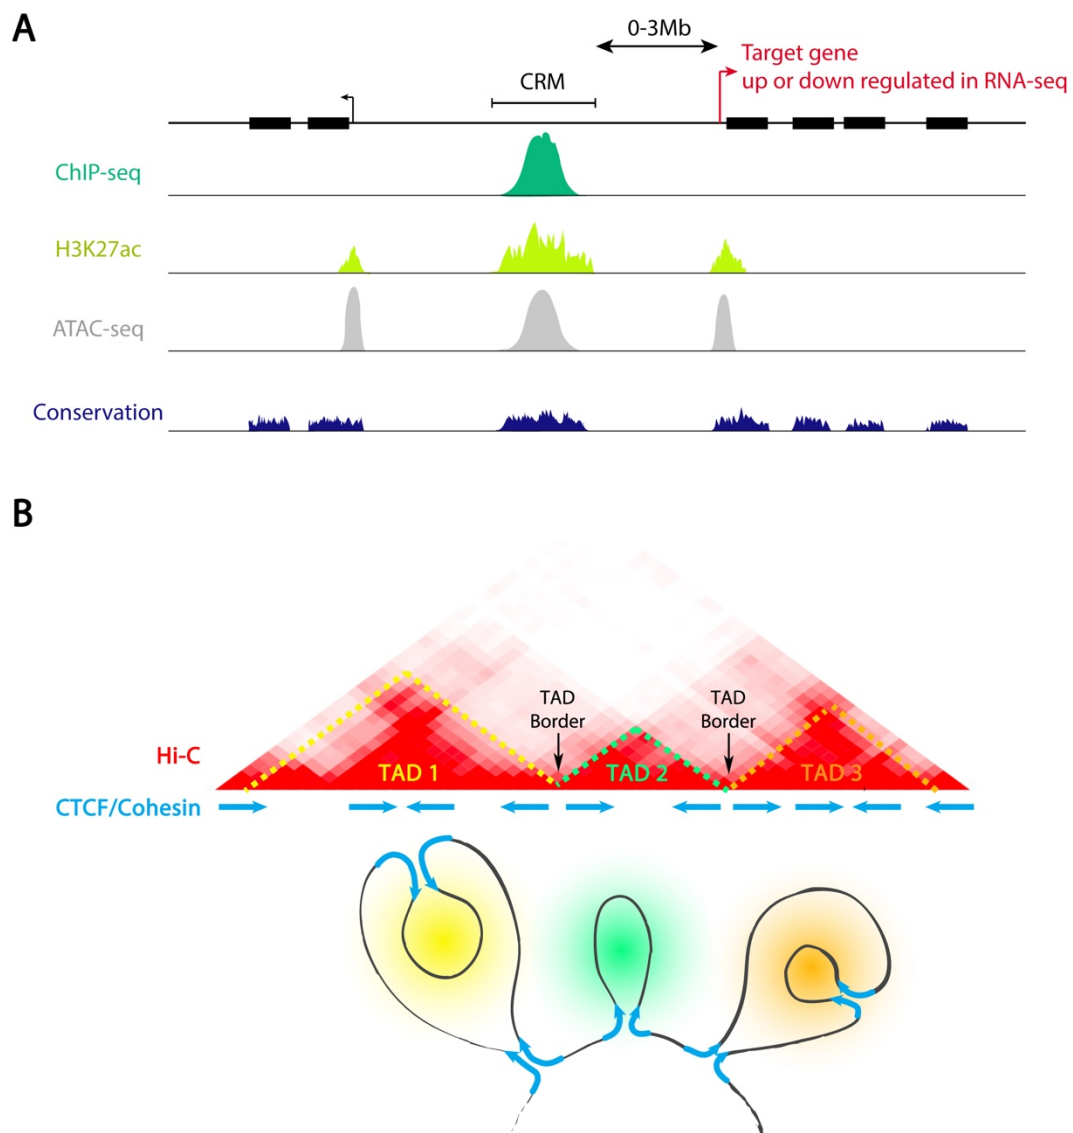 A
0-3Mb
Target gene
up or down regulated in RNA-seq
CRM
ChIP-seq
H3K27ac
ATAC-seq
Conservation
B
TAD
Border
TAD
Border
Hi-C
TAD 1
TAD 2
TAD 3
CTCF/Cohesin